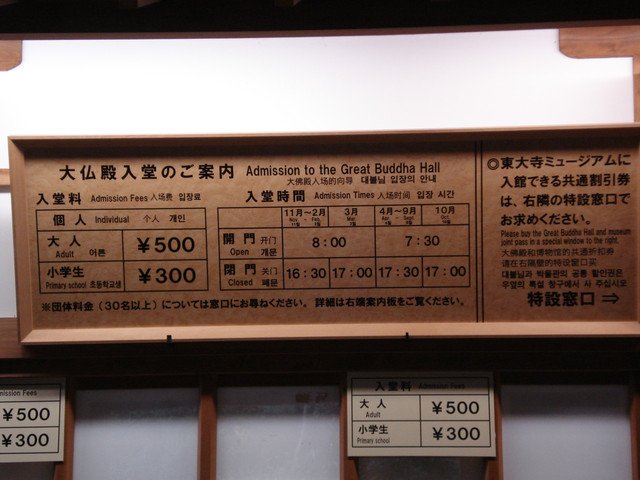 大仏殿入堂のご案内 Admission to the Great Buddha Hall
大佛殿入场的向导 대불님 입장의 안내
入堂料 Admission Fees 入场费 입장료
個人 Individual 个人 개인
大人 Adult 어른 ¥500
小学生 Primary school 초등학교생 ¥300
入堂時間 Admission Times 入场时间 입장 시간
11月~2月 3月 4月~9月 10月
開門 开门 Open 개문 8:00 7:30
閉門 关门 Closed 폐문 16:30 17:00 17:30 17:00
※団体料金(30名以上)については窓口にお尋ねください。詳細は右端案内板をご覧ください。
◎東大寺ミュージアムに
入館できる共通割引券
は、右隣の特設窓口で
お求めください。
Please buy the Great Buddha Hall and museum
joint pass in a special window to the right.
大佛殿和博物馆的共通折扣券
请在右隔壁的特设窗口买
대불님과 박물관의 공통 할인권은
우옆의 특설 창구에서 사 주십시오
特設窓口⇒
mission Fees
¥500
¥300
入堂料 Admission Fees
大人 Adult ¥500
小学生 Primary school ¥300